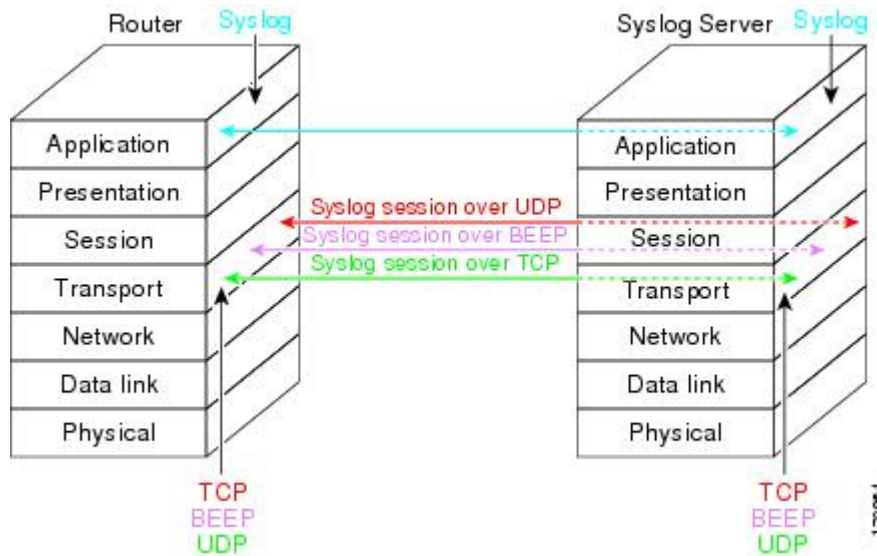 Router Syslog Syslog Server Syslog
Application Application
Presentation Presentation
Syslog session over UDP
Session Session
Syslog session over BEEP
Syslog session over TCP
Transport Transport
Network Network
Data link Data link
Physical Physical
TCP TCP
BEEP BEEP
UDP UDP